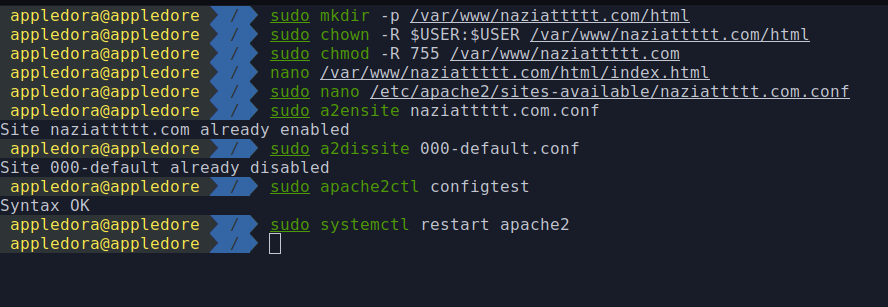 appledora@appledore / sudo mkdir -p /var/www/naziattttt.com/html
appledora@appledore / sudo chown -R $USER:$USER /var/www/naziattttt.com/html
appledora@appledore / sudo chmod -R 755 /var/www/naziattttt.com
appledora@appledore / nano /var/www/naziattttt.com/html/index.html
appledora@appledore / sudo nano /etc/apache2/sites-available/naziattttt.com.conf
appledora@appledore / sudo a2ensite naziattttt.com.conf
Site naziattttt.com already enabled
appledora@appledore / sudo a2dissite 000-default.conf
Site 000-default already disabled
appledora@appledore / sudo apache2ctl configtest
Syntax OK
appledora@appledore / sudo systemctl restart apache2
appledora@appledore /